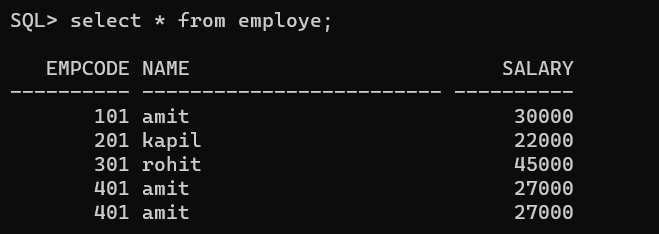 SQL> select * from employe;
EMPCODE NAME SALARY
---------- ------------------------- ----------
101 amit 30000
201 kapil 22000
301 rohit 45000
401 amit 27000
401 amit 27000